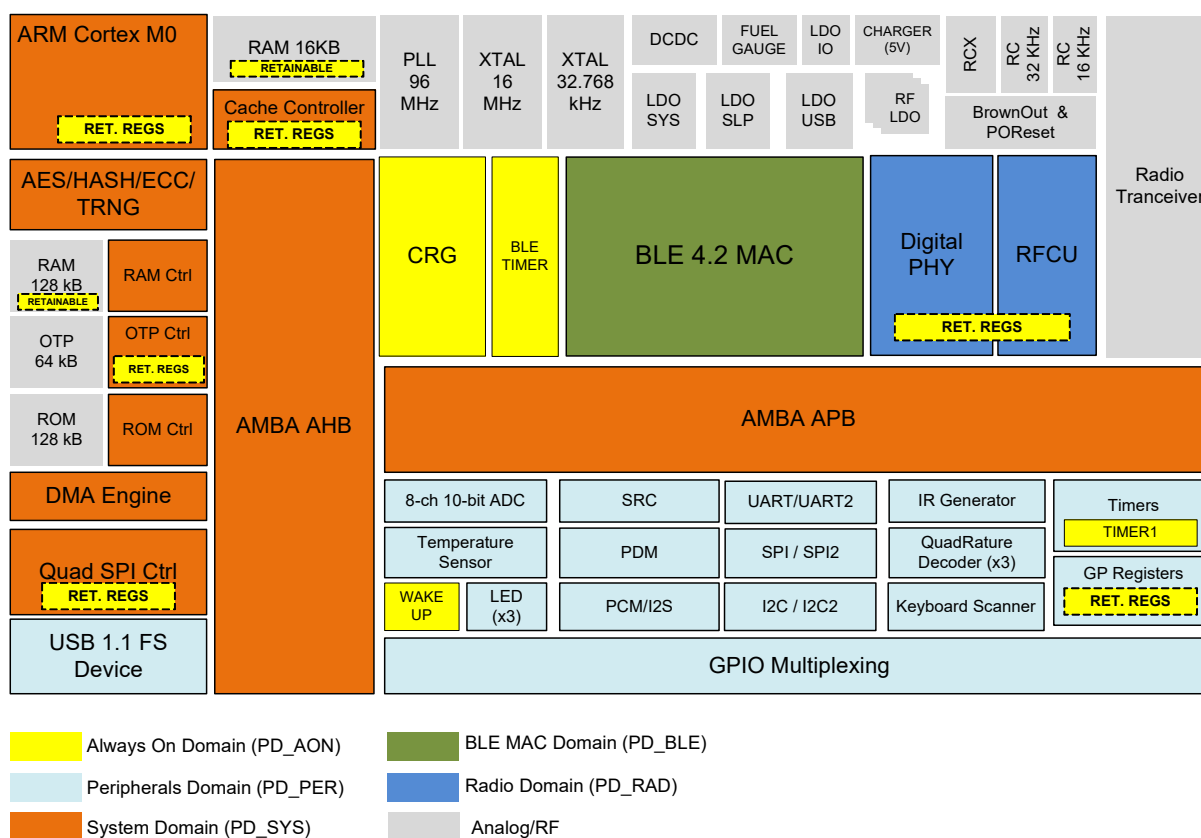 ARM Cortex M0
RET. REGS
RAM 16KB
RETAINABLE
Cache Controller
RET. REGS
PLL
96
MHz
XTAL
16
MHz
XTAL
32.768
kHz
DCDC
FUEL
GAUGE
LDO
IO
CHARGER
(5V)
LDO
SYS
LDO
SLP
LDO
USB
RF
LDO
RCX
RC
32 KHz
RC
16 KHz
BrownOut &
POReset
Radio
Tranceiver
AES/HASH/ECC/
TRNG
RAM
128 kB
RETAINABLE
RAM Ctrl
OTP
64 kB
OTP Ctrl
RET. REGS
ROM
128 kB
ROM Ctrl
DMA Engine
Quad SPI Ctrl
RET. REGS
USB 1.1 FS
Device
AMBA AHB
CRG
BLE
TIMER
BLE 4.2 MAC
Digital
PHY
RFCU
RET. REGS
AMBA APB
8-ch 10-bit ADC
SRC
UART/UART2
IR Generator
Timers
TIMER1
Temperature
Sensor
PDM
SPI / SPI2
QuadRature
Decoder (x3)
GP Registers
RET. REGS
WAKE
UP
LED
(x3)
PCM/I2S
I2C / I2C2
Keyboard Scanner
GPIO Multiplexing
Always On Domain (PD_AON)
BLE MAC Domain (PD_BLE)
Peripherals Domain (PD_PER)
Radio Domain (PD_RAD)
System Domain (PD_SYS)
Analog/RF